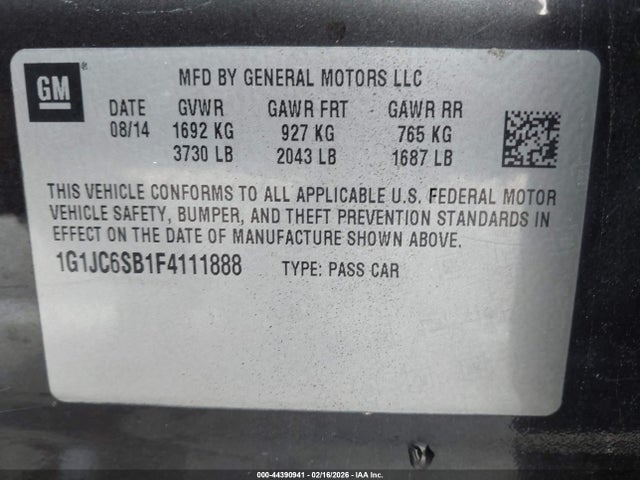 GM ®
MFD BY GENERAL MOTORS LLC
DATE GVWR GAWR FRT GAWR RR
08/14 1692 KG 927 KG 765 KG
3730 LB 2043 LB 1687 LB
THIS VEHICLE CONFORMS TO ALL APPLICABLE U.S. FEDERAL MOTOR
VEHICLE SAFETY, BUMPER, AND THEFT PREVENTION STANDARDS IN
EFFECT ON THE DATE OF MANUFACTURE SHOWN ABOVE.
1G1JC6SB1F4111888 TYPE: PASS CAR
000-44390941 - 02/16/2026 - IAA Inc.